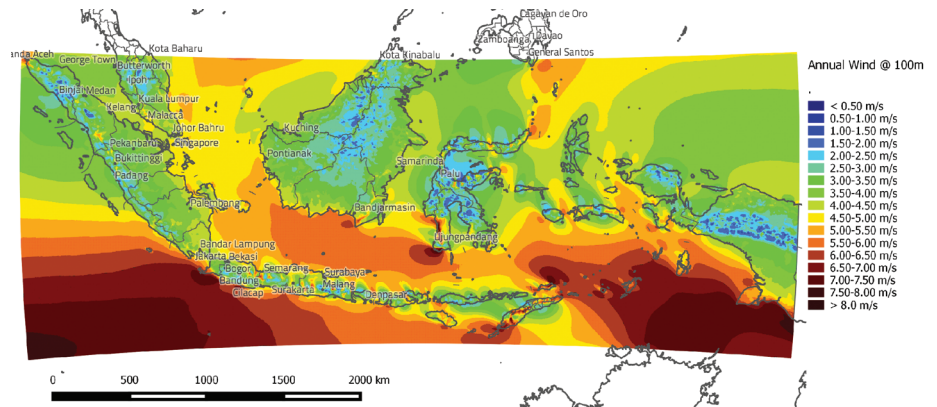 Cagayan de Oro
Zamboanga
Davao
General Santos
Kota Baharu
Kota Kinabalu
anda Aceh
George Town
Butterworth
Ipoh
Binjai Medan
Kelang
Kuala Lumpur
Malacca
Johor Bahru
Kuching
Pekanbaru
Singapore
Pontianak
Samarinda
Bukittinggi
Padang
Palu
Palembang
Bandjarmasin
Ujungpandang
Bandar Lampung
Jakarta Bekasi
Bogor
Semarang
Surabaya
Bandung
Malang
Cilacap
Surakarta
Denpasar
Annual Wind @ 100m
.
< 0.50 m/s
0.50-1.00 m/s
1.00-1.50 m/s
1.50-2.00 m/s
2.00-2.50 m/s
2.50-3.00 m/s
3.00-3.50 m/s
3.50-4.00 m/s
4.00-4.50 m/s
4.50-5.00 m/s
5.00-5.50 m/s
5.50-6.00 m/s
6.00-6.50 m/s
6.50-7.00 m/s
7.00-7.50 m/s
7.50-8.00 m/s
> 8.0 m/s
0 500 1000 1500 2000 km